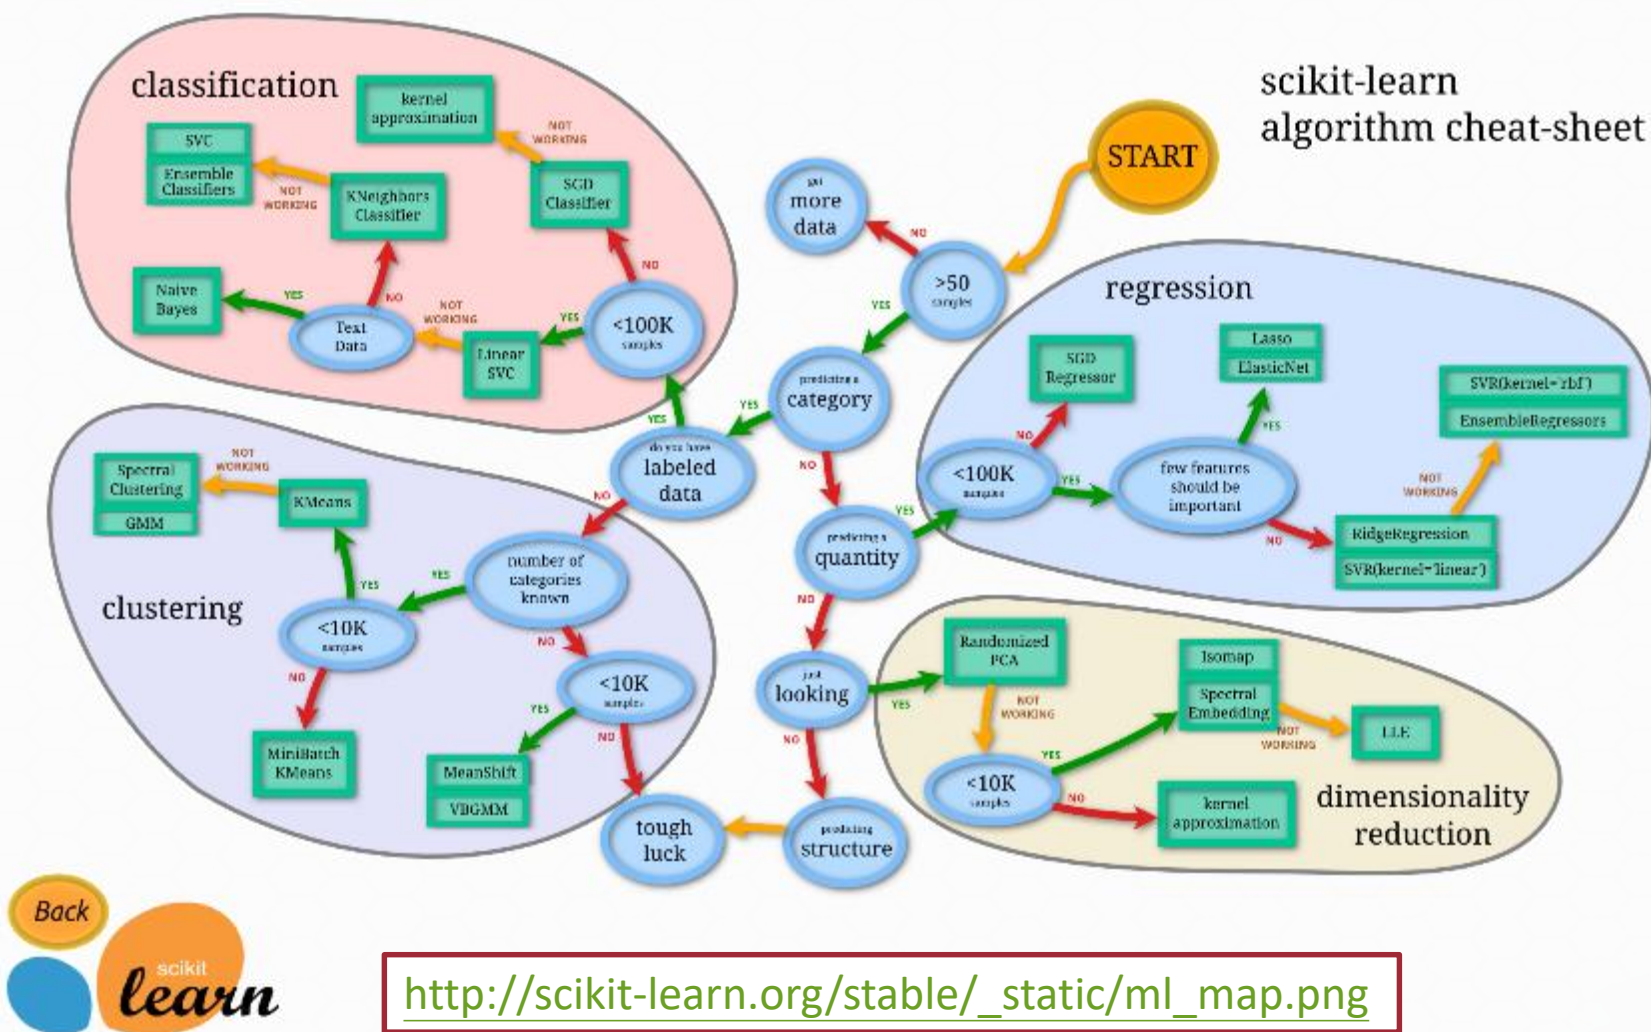 scikit-learn
algorithm cheat-sheet
START
get
more
data
NO
>50
samples
YES
predicting a
category
YES
NO
do you have
labeled
data
YES
NO
predicting a
quantity
YES
NO
just
looking
YES
NO
predicting
structure
tough
luck
classification
kernel
approximation
NOT
WORKING
SVC
Ensemble
Classifiers
NOT
WORKING
KNeighbors
Classifier
SGD
Classifier
NO
Naive
Bayes
YES
NO
Text
Data
NOT
WORKING
Linear
SVC
YES
<100K
samples
regression
SGD
Regressor
Lasso
ElasticNet
SVR(kernel='rbf')
EnsembleRegressors
NO
YES
<100K
samples
YES
few features
should be
important
NOT
WORKING
NO
RidgeRegression
SVR(kernel='linear')
clustering
Spectral
Clustering
GMM
NOT
WORKING
KMeans
number of
categories
known
YES
YES
<10K
samples
NO
NO
<10K
samples
YES
NO
MiniBatch
KMeans
MeanShift
VBGMM
Randomized
PCA
Isomap
Spectral
Embedding
NOT
WORKING
NOT
WORKING
LLE
YES
<10K
samples
NO
kernel
approximation
dimensionality
reduction
Back
scikit
learn
http://scikit-learn.org/stable/_static/ml_map.png